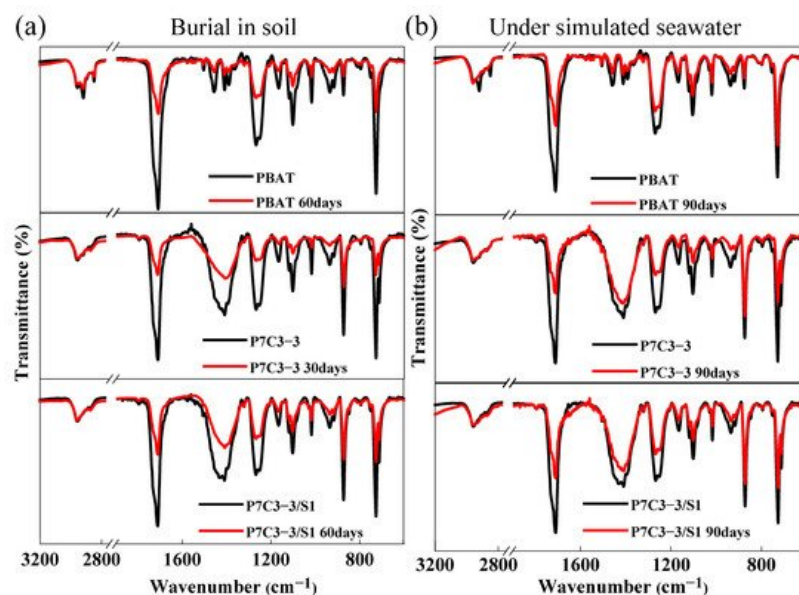 (a)
Burial in soil
PBAT
PBAT 60days
P7C3−3
P7C3−3 30days
P7C3−3/S1
P7C3−3/S1 60days
Transmittance (%)
3200 2800 1600 1200 800
Wavenumber (cm⁻¹)
(b)
Under simulated seawater
PBAT
PBAT 90days
P7C3−3
P7C3−3 90days
P7C3−3/S1
P7C3−3/S1 90days
Transmittance (%)
3200 2800 1600 1200 800
Wavenumber (cm⁻¹)